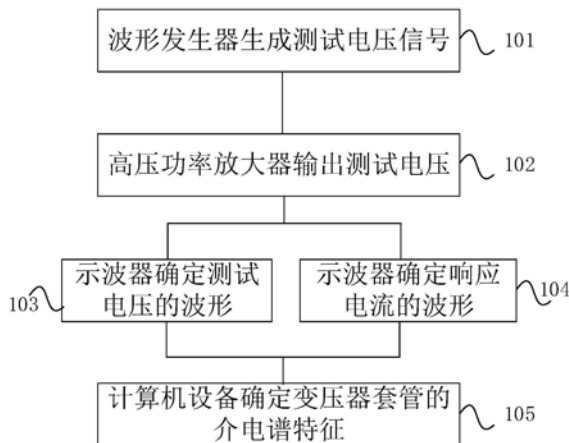 波形发生器生成测试电压信号
101
高压功率放大器输出测试电压
102
示波器确定测试
电压的波形
103
示波器确定响应
电流的波形
104
计算机设备确定变压器套管的
介电谱特征
105